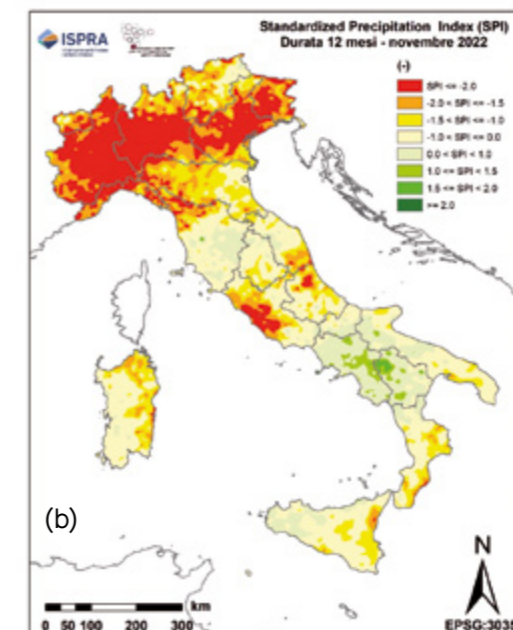 ISPRA
Standardized Precipitation Index (SPI)
Durata 12 mesi - novembre 2022
(-)
SPI <= -2.0
-2.0 < SPI <= -1.5
-1.5 < SPI <= -1.0
-1.0 < SPI <= 0.0
0.0 < SPI < 1.0
1.0 <= SPI < 1.5
1.5 <= SPI < 2.0
>= 2.0
(b)
N
km
0 50 100 200 300
EPSG:3035